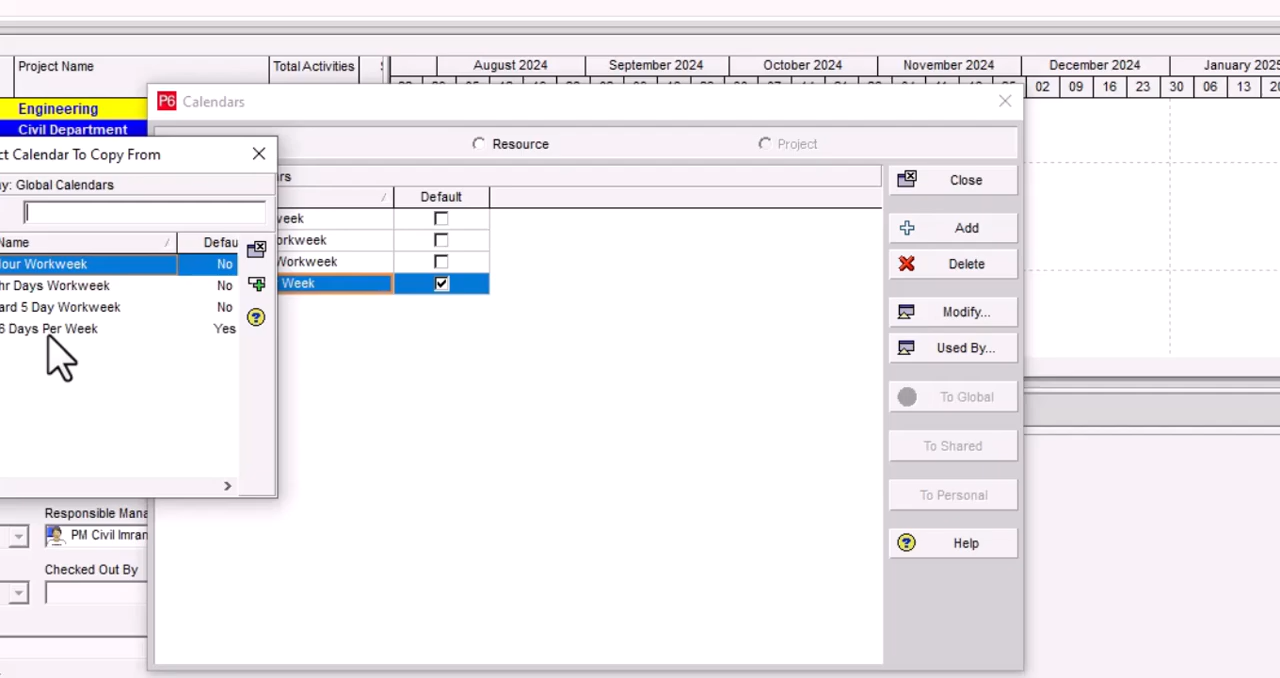 Project Name Total Activities August 2024 September 2024 October 2024 November 2024 December 2024 January 2025
02 09 16 23 30 06 13 20
Engineering
Civil Department
P6 Calendars
ct Calendar To Copy From
Resource Project
y: Global Calendars
rs
Close
Default
Add
Name Defau
week
orkweek
Workweek
Week
Hour Workweek No
hr Days Workweek No
ard 5 Day Workweek No
6 Days Per Week Yes
Delete
Modify...
Used By...
To Global
To Shared
To Personal
Help
Responsible Mana
PM Civil Imran
Checked Out By